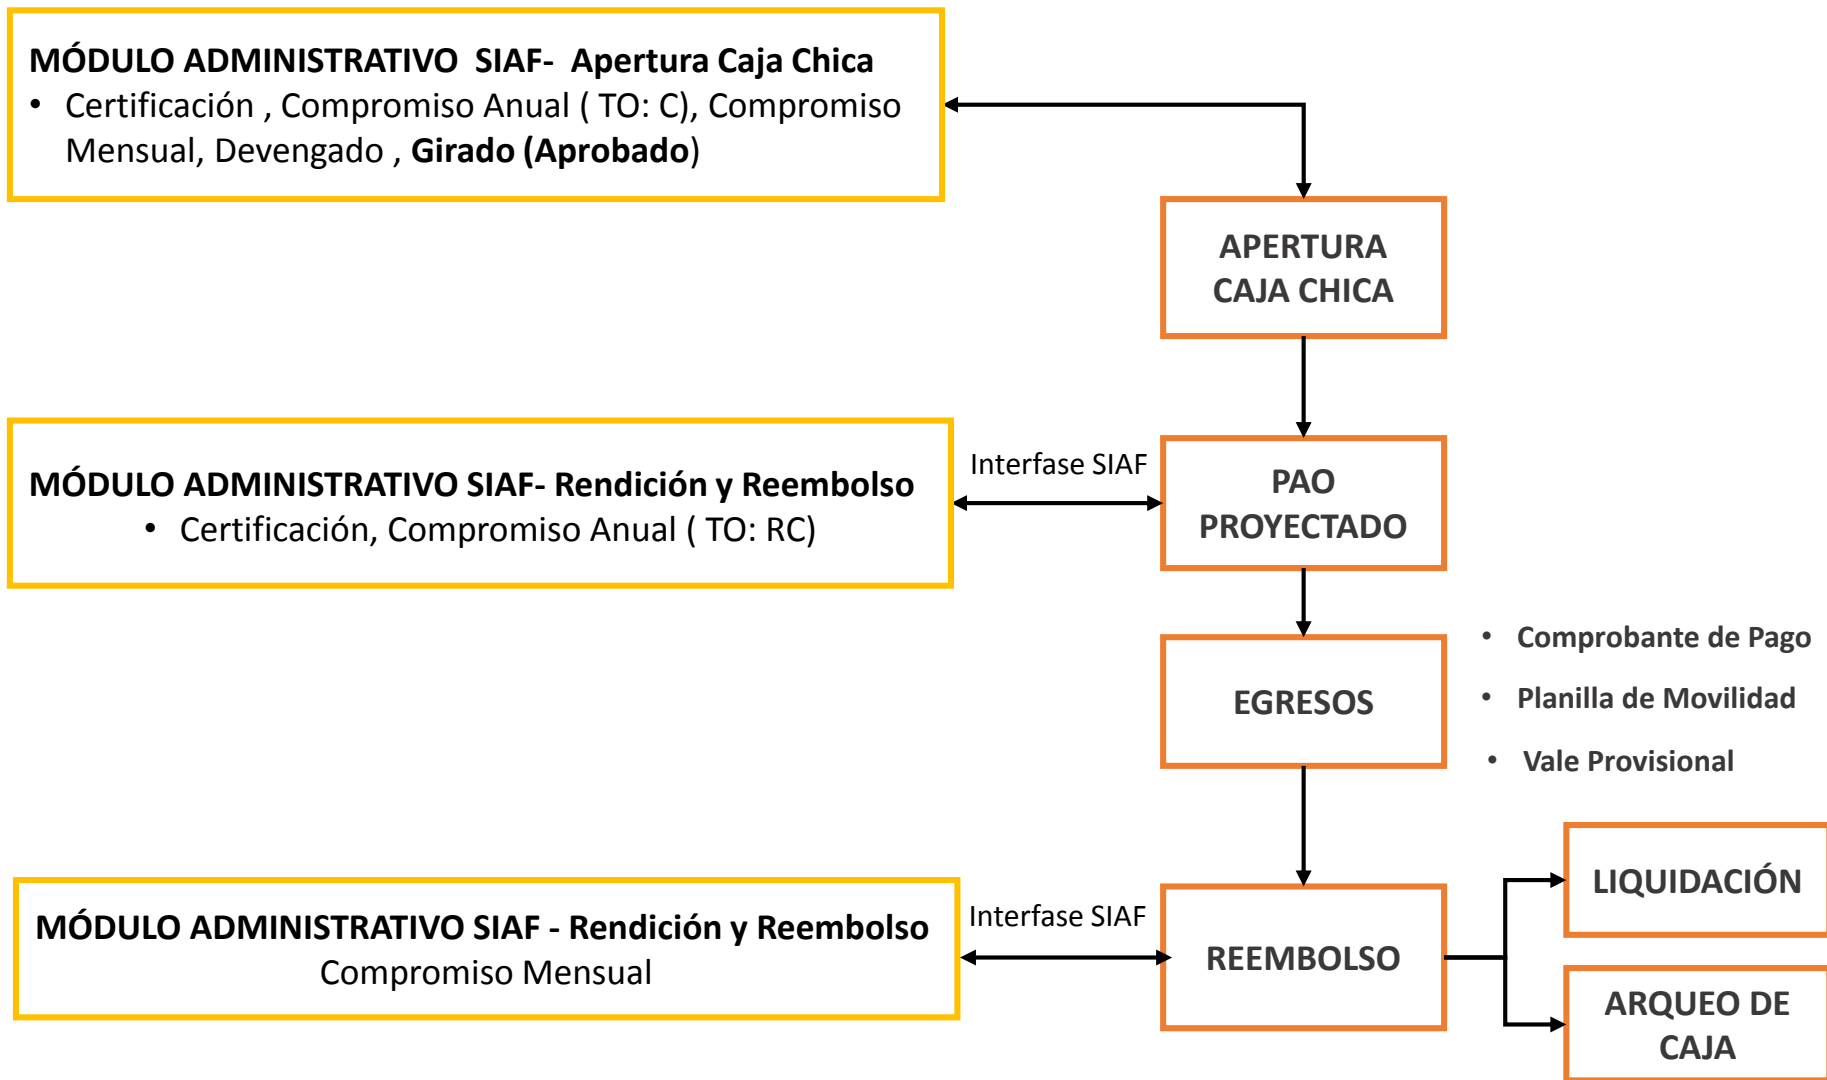 MÓDULO ADMINISTRATIVO  SIAF-  Apertura Caja Chica
• Certificación , Compromiso Anual ( TO: C), Compromiso
Mensual, Devengado , Girado (Aprobado)
APERTURA
CAJA CHICA
MÓDULO ADMINISTRATIVO SIAF- Rendición y Reembolso
• Certificación, Compromiso Anual ( TO: RC)
Interfase SIAF
PAO
PROYECTADO
EGRESOS
• Comprobante de Pago
• Planilla de Movilidad
• Vale Provisional
MÓDULO ADMINISTRATIVO SIAF - Rendición y Reembolso
Compromiso Mensual
Interfase SIAF
REEMBOLSO
LIQUIDACIÓN
ARQUEO DE
CAJA